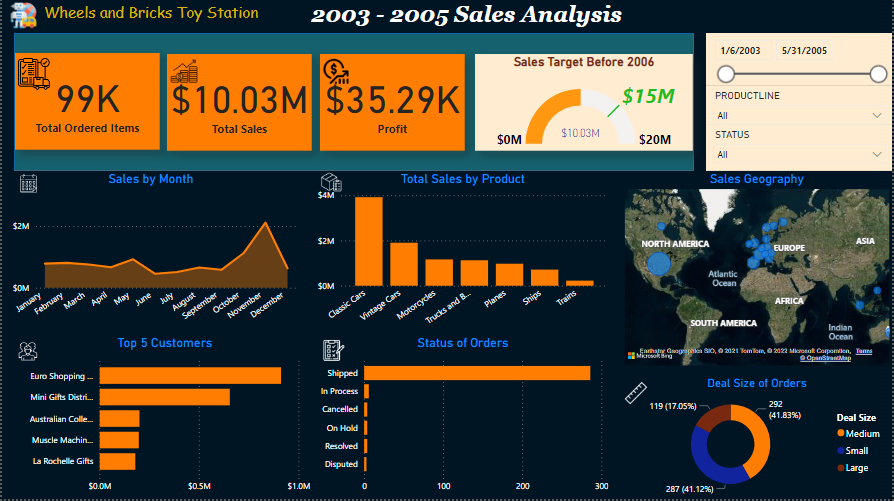 Wheels and Bricks Toy Station
2003 - 2005 Sales Analysis
99K
Total Ordered Items
$10.03M
Total Sales
$35.29K
Profit
Sales Target Before 2006
$15M
$0M
$10.03M
$20M
1/6/2003
5/31/2005
PRODUCTLINE
All
STATUS
All
Sales by Month
$2M
$0M
January
February
March
April
May
June
July
August
September
October
November
December
Total Sales by Product
$4M
$2M
$0M
Classic Cars
Vintage Cars
Motorcycles
Trucks and B...
Planes
Ships
Trains
Sales Geography
NORTH AMERICA
EUROPE
ASIA
Atlantic
Ocean
AFRICA
SOUTH AMERICA
Indian
Ocean
Microsoft Bing
Earthstar Geographics SIO, © 2021 TomTom, © 2022 Microsoft Corporation, Terms
© OpenStreetMap
Top 5 Customers
Euro Shopping ...
Mini Gifts Distri...
Australian Colle...
Muscle Machin...
La Rochelle Gifts
$0.0M
$0.5M
$1.0M
Status of Orders
Shipped
In Process
Cancelled
On Hold
Resolved
Disputed
0
100
200
300
Deal Size of Orders
119 (17.05%)
292
(41.83%)
287 (41.12%)
Deal Size
Medium
Small
Large